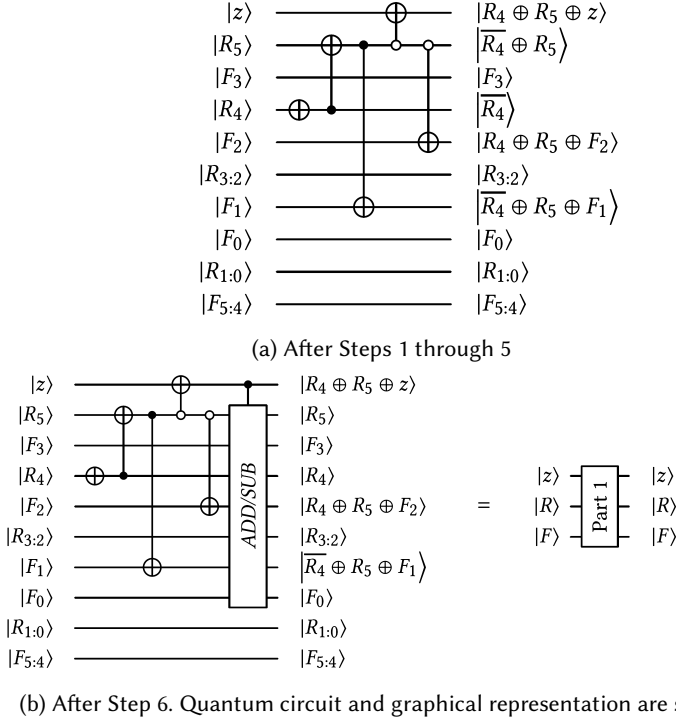 |z⟩ |R₄ ⊕ R₅ ⊕ z⟩
|R₅⟩ |R̅₄̅ ⊕ R₅⟩
|F₃⟩ |F₃⟩
|R₄⟩ |R̅₄̅⟩
|F₂⟩ |R₄ ⊕ R₅ ⊕ F₂⟩
|R₃:₂⟩ |R₃:₂⟩
|F₁⟩ |R̅₄̅ ⊕ R₅ ⊕ F₁⟩
|F₀⟩ |F₀⟩
|R₁:₀⟩ |R₁:₀⟩
|F₅:₄⟩ |F₅:₄⟩
(a) After Steps 1 through 5
|z⟩ |R₄ ⊕ R₅ ⊕ z⟩
|R₅⟩ |R₅⟩
|F₃⟩ |F₃⟩
|R₄⟩ |R₄⟩
|F₂⟩ |R₄ ⊕ R₅ ⊕ F₂⟩
|R₃:₂⟩ |R₃:₂⟩
|F₁⟩ |R̅₄̅ ⊕ R₅ ⊕ F₁⟩
|F₀⟩ |F₀⟩
|R₁:₀⟩ |R₁:₀⟩
|F₅:₄⟩ |F₅:₄⟩
ADD/SUB
=
|z⟩ |z⟩
|R⟩ |R⟩
|F⟩ |F⟩
Part 1
(b) After Step 6. Quantum circuit and graphical representation are